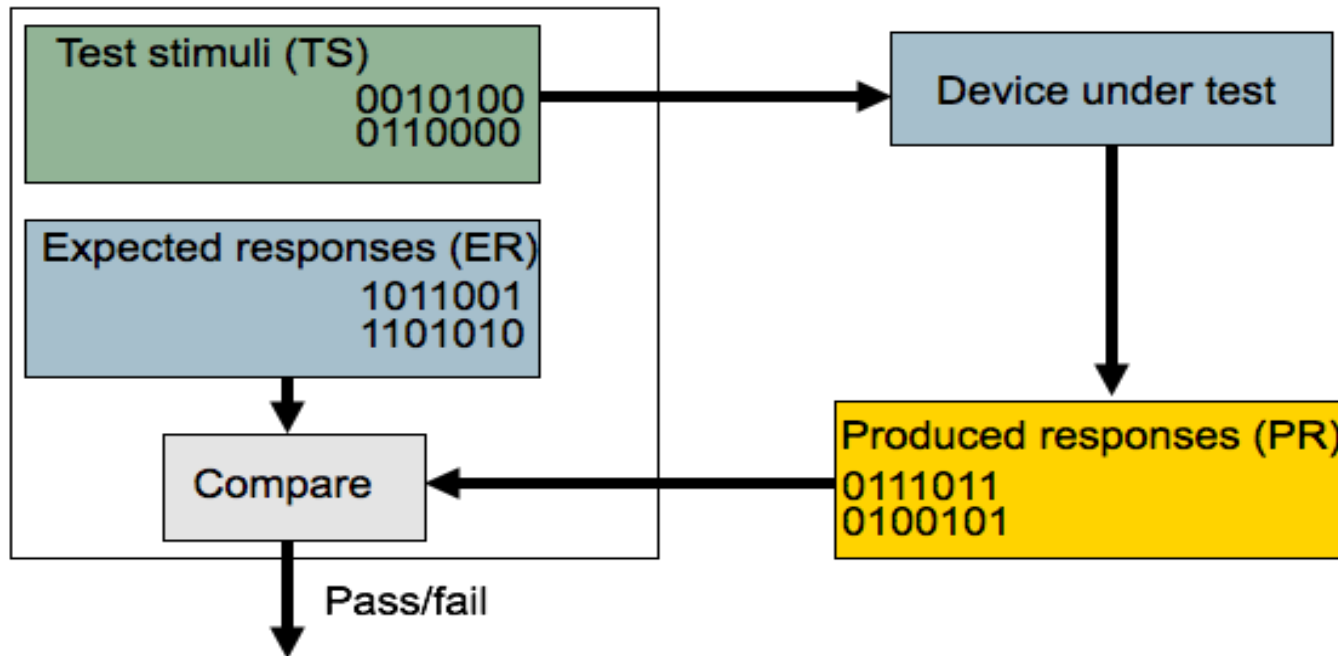 Test stimuli (TS)
0010100
0110000
Device under test
Expected responses (ER)
1011001
1101010
Compare
Produced responses (PR)
0111011
0100101
Pass/fail